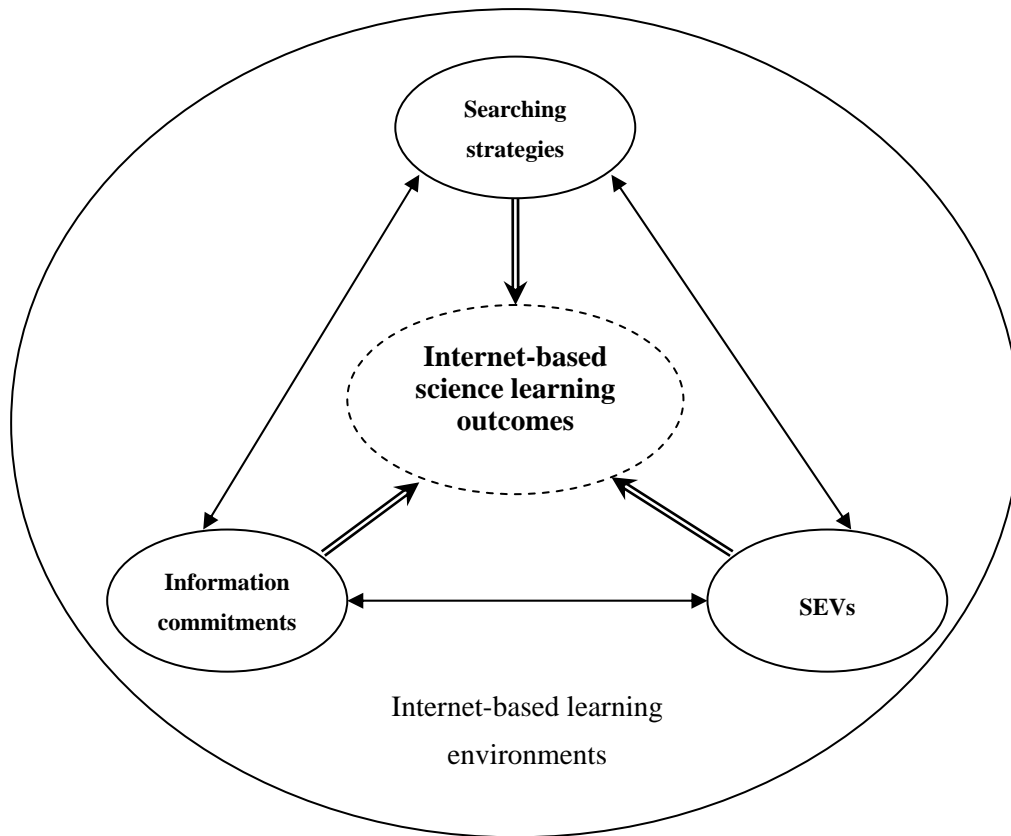 Searching
strategies
Internet-based
science learning
outcomes
Information
commitments
SEVs
Internet-based learning
environments